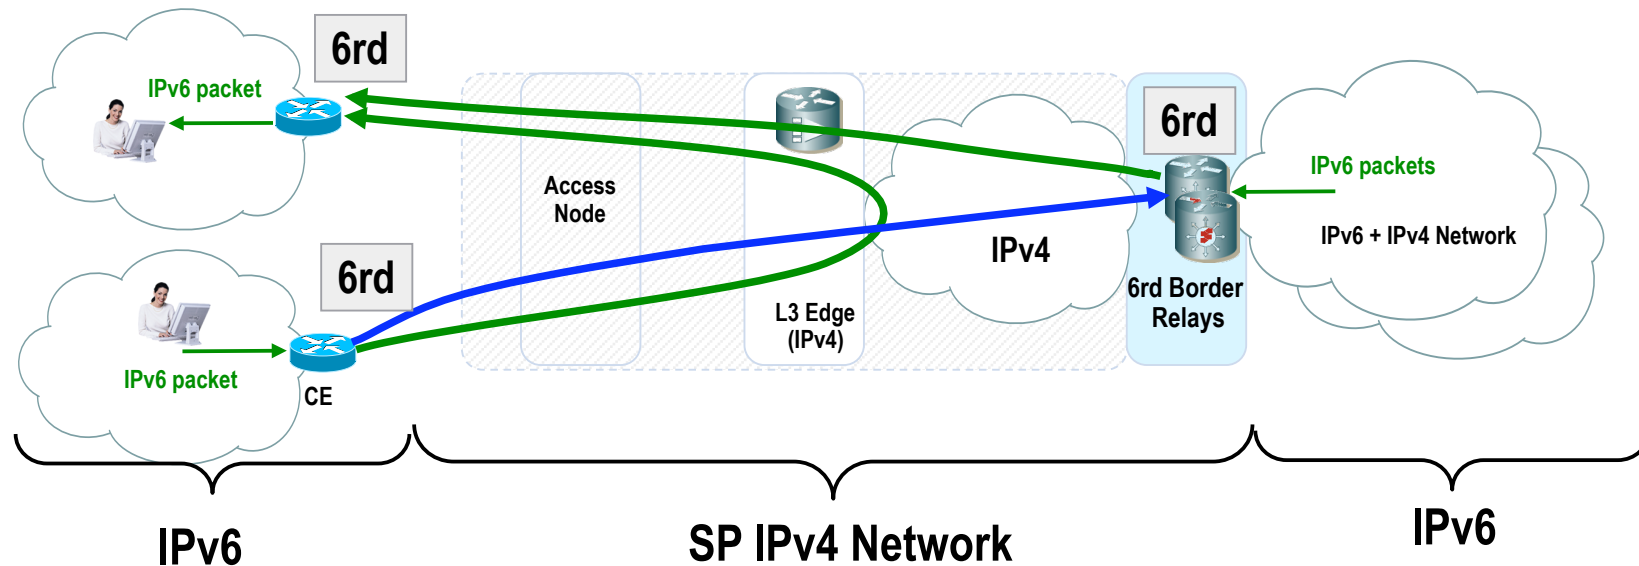 6rd
IPv6 packet
6rd
Access
Node
IPv6 packets
IPv4
IPv6 + IPv4 Network
6rd
6rd Border
Relays
L3 Edge
(IPv4)
IPv6 packet
CE
IPv6
SP IPv4 Network
IPv6